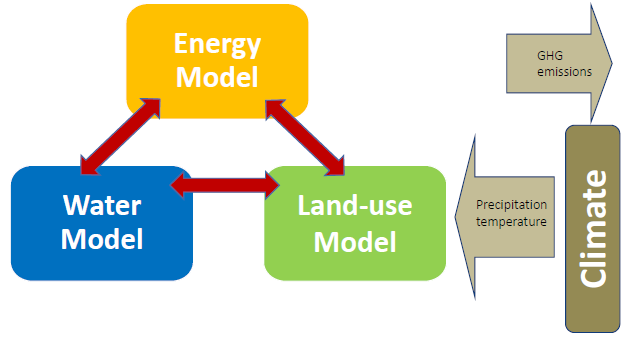 Energy
Model
GHG
emissions
Water
Model
Land-use
Model
Precipitation
temperature
Climate